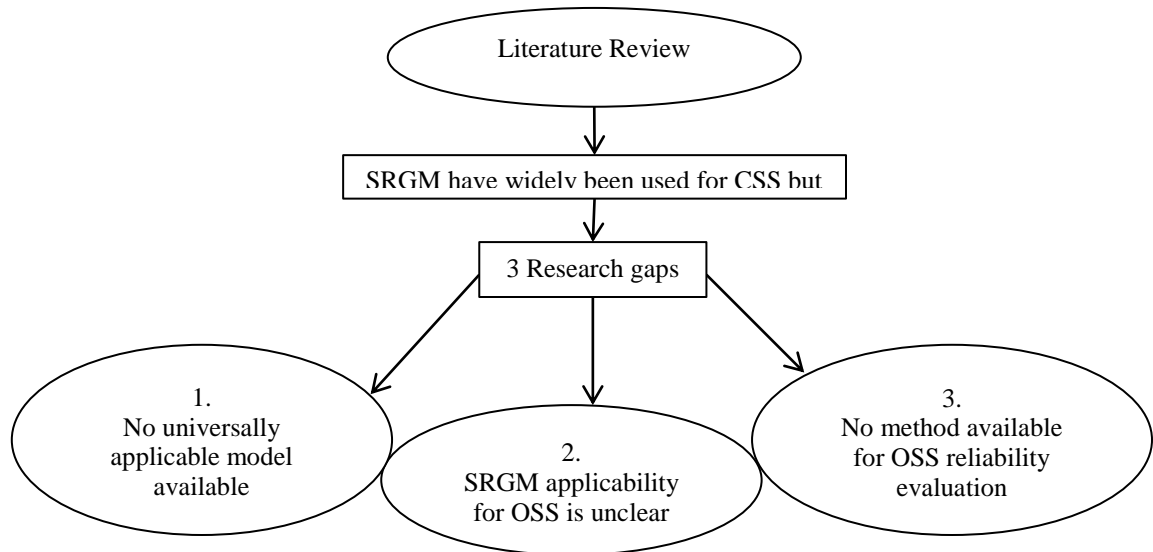 Literature Review
SRGM have widely been used for CSS but
3 Research gaps
1.
No universally
applicable model
available
2.
SRGM applicability
for OSS is unclear
3.
No method available
for OSS reliability
evaluation